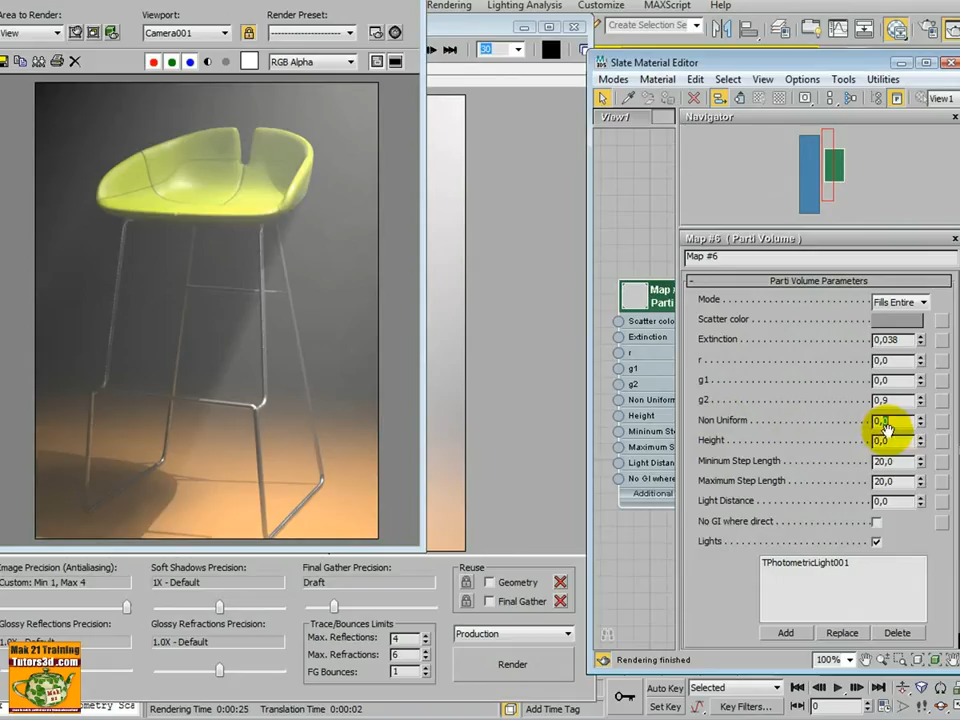 Rendering
Lighting Analysis
Customize
MAXScript
Help
Area to Render:
View
Viewport:
Camera001
Render Preset:
RGB Alpha
30
Create Selection Se
Slate Material Editor
Modes
Material
Edit
Select
View
Options
Tools
Utilities
View1
View1
Navigator
Map #6 ( Parti Volume )
Map #6
Parti Volume Parameters
Mode
Fills Entire
Scatter color
Extinction
0,038
r
0,0
g1
0,0
g2
0,9
Non Uniform
Height
0,0
Minimum Step Length
20,0
Maximum Step Length
20,0
Light Distance
0,0
No GI where direct
Lights
TPhotometricLight001
Add
Replace
Delete
Map #
Parti
Scatter color
Extinction
r
g1
g2
Non Uniform
Height
Mininum Ste
Maximum S
Light Distanc
No GI where
Additional
Rendering finished
100%
Image Precision (Antialiasing):
Custom: Min 1, Max 4
Soft Shadows Precision:
1X - Default
Final Gather Precision:
Draft
Glossy Reflections Precision:
Glossy Refractions Precision:
1.0X - Default
Trace/Bounces Limits
Max. Reflections:
4
Max. Refractions:
6
FG Bounces:
1
Reuse
Geometry
Final Gather
Production
Render
Mak 21 Training
Tutors3d.com
Rendering Time 0:00:25
Translation Time 0:00:02
Add Time Tag
Auto Key
Selected
Set Key
Key Filters...
0